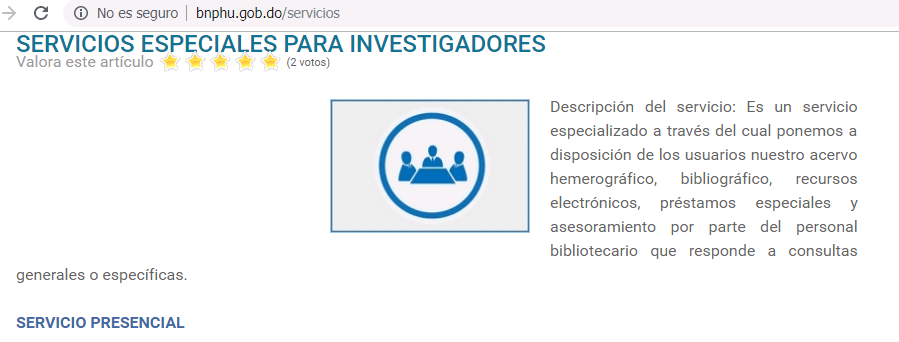 No es seguro | bnphu.gob.do/servicios
SERVICIOS ESPECIALES PARA INVESTIGADORES
Valora este artículo (2 votos)
Descripción del servicio: Es un servicio
especializado a través del cual ponemos a
disposición de los usuarios nuestro acervo
hemerográfico, bibliográfico, recursos
electrónicos, préstamos especiales y
asesoramiento por parte del personal
bibliotecario que responde a consultas
generales o específicas.
SERVICIO PRESENCIAL